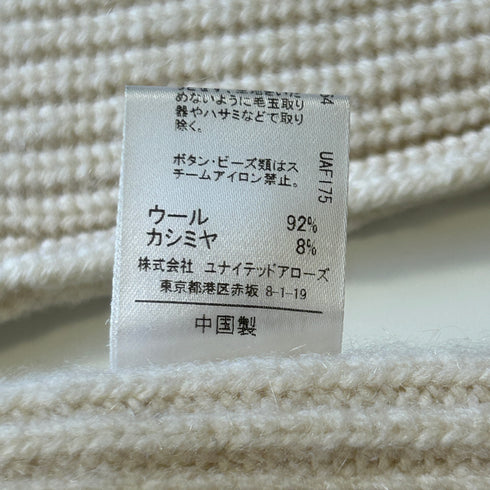 めないように毛玉取り
器やハサミなどで取り
除く。
ボタン・ビーズ類はス
チームアイロン禁止。
ウール 92%
カシミヤ 8%
株式会社 ユナイテッドアローズ
東京都港区赤坂 8-1-19
中国製
04 UAF175